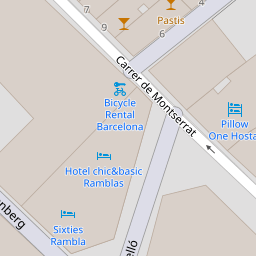 Pastis
7
9
6
Carrer de Montserrat
Bicycle
Rental
Barcelona
Pillow
One Hosta
Hotel chic&basic
Ramblas
nberg
Sixties
Rambla
elló